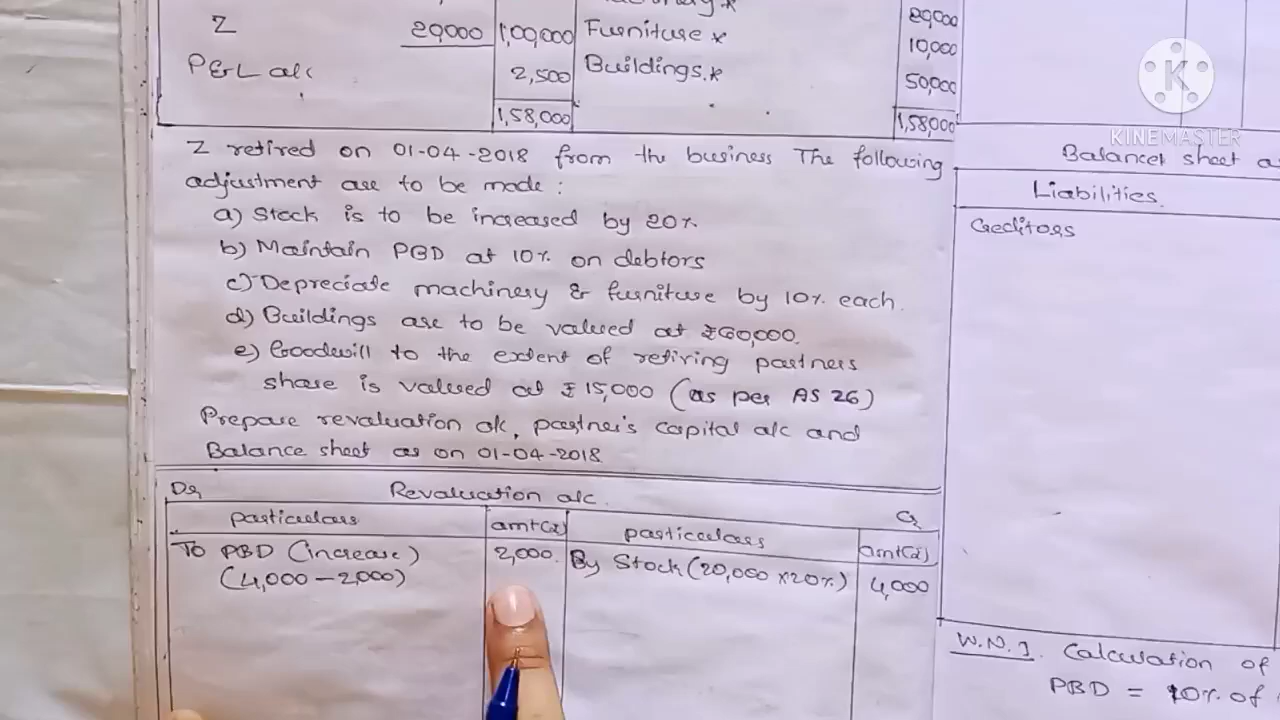 Z 20000 1,00,000 Furniture * 20000
10,000
P&L a/c 2,500 Buildings.* 50,000
1,58,000 1,58,000
K
KINEMASTER
Z retired on 01-04-2018 from the business The following
adjustment are to be made :
a) Stock is to be increased by 20%.
b) Maintain PBD at 10% on debtors
c) Depreciate machinery & furniture by 10% each.
d) Buildings are to be valued at ₹60,000.
e) Goodwill to the extent of retiring partners
share is valued at ₹ 15,000 (as per AS 26)
Prepare revaluation a/c, partner's capital a/c and
Balance sheet as on 01-04-2018
Dr Revaluation a/c. Cr
particulars amt(₹) particulars amt(₹)
To PBD (increase) 2,000. By Stock (20,000 x 20%) 4,000
(4,000 – 2,000)
Balance sheet
Liabilities.
Creditors
W.N.1. Calculation of
PBD = 10% of